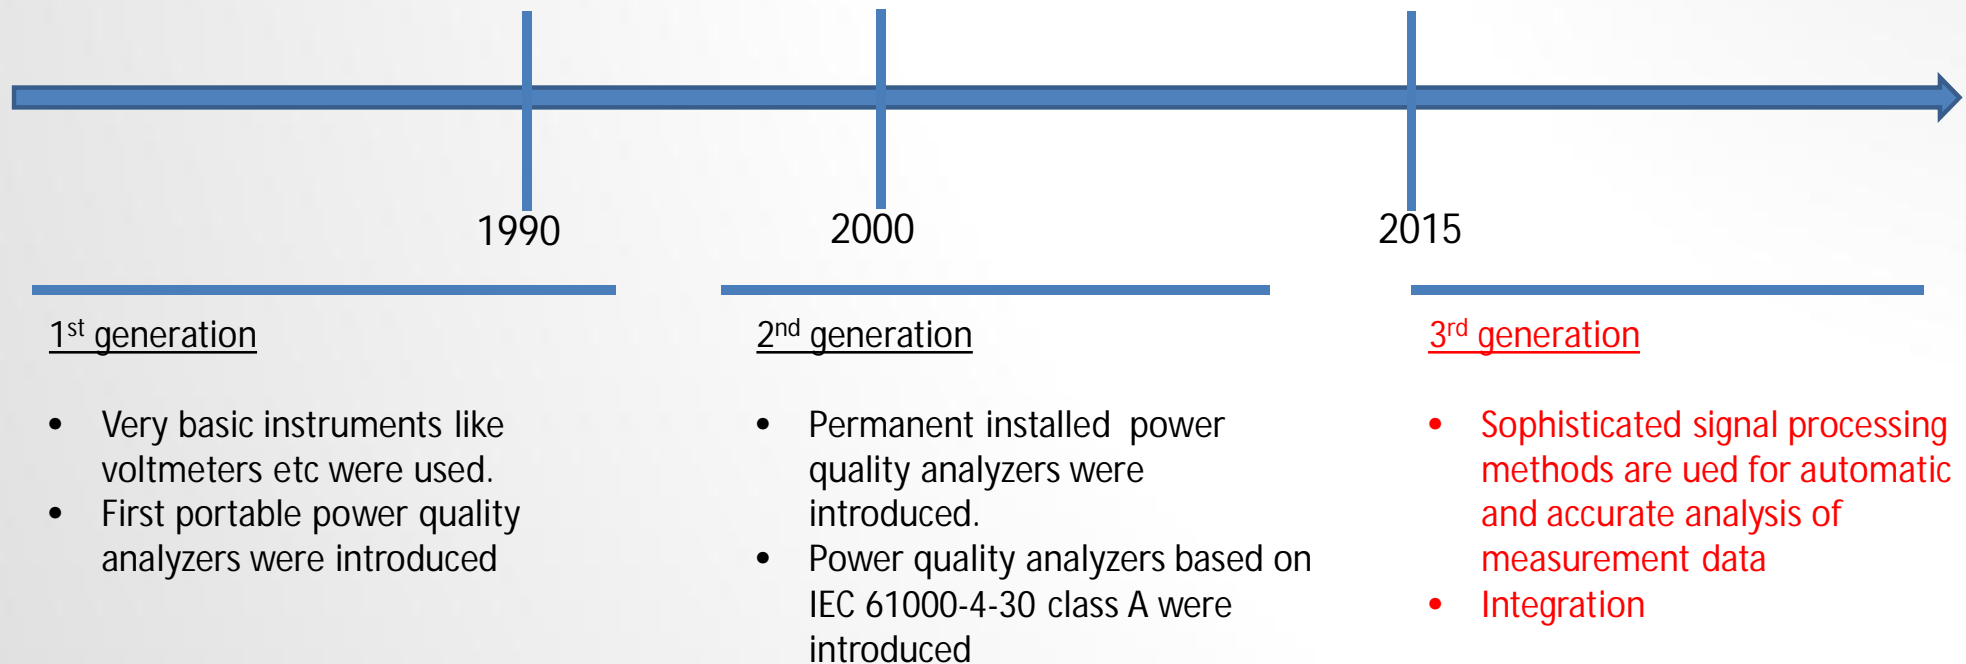 1990
2000
2015
1st generation
• Very basic instruments like
voltmeters etc were used.
• First portable power quality
analyzers were introduced
2nd generation
• Permanent installed power
quality analyzers were
introduced.
• Power quality analyzers based on
IEC 61000-4-30 class A were
introduced
3rd generation
• Sophisticated signal processing
methods are ued for automatic
and accurate analysis of
measurement data
• Integration